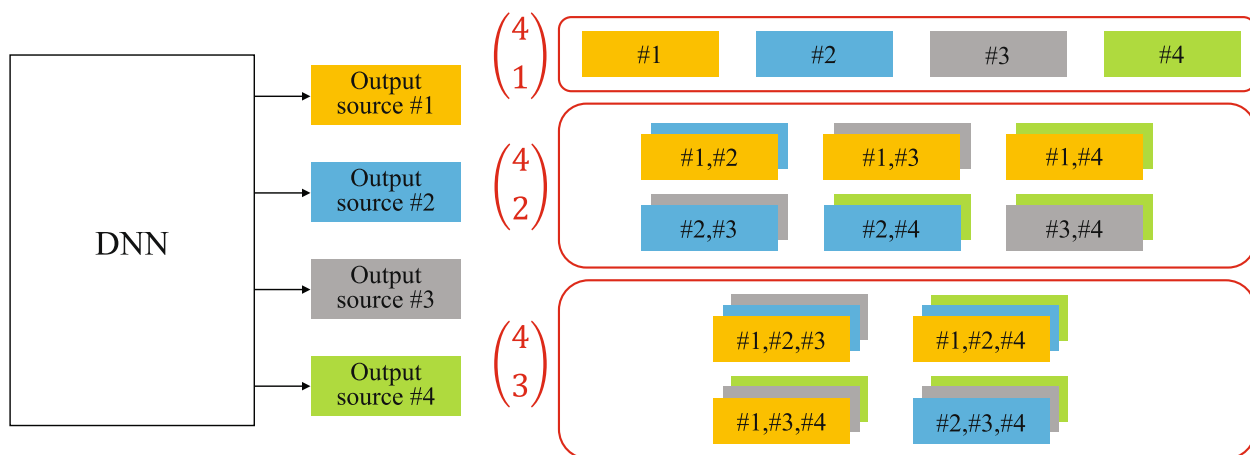 DNN
Output
source #1
Output
source #2
Output
source #3
Output
source #4
(4
1)
#1 #2 #3 #4
(4
2)
#1,#2 #1,#3 #1,#4
#2,#3 #2,#4 #3,#4
(4
3)
#1,#2,#3 #1,#2,#4
#1,#3,#4 #2,#3,#4